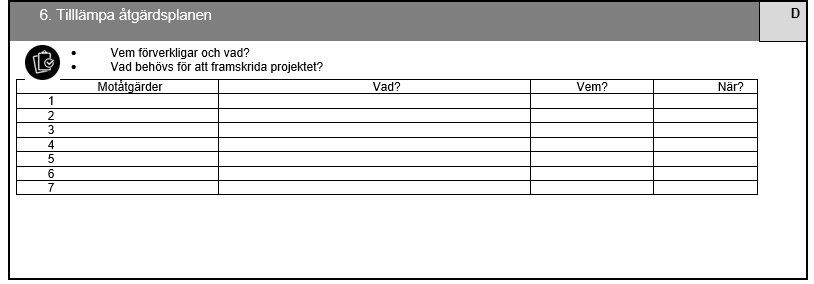 6. Tilllämpa åtgärdsplanen D
• Vem förverkligar och vad?
• Vad behövs för att framskrida projektet?
Motåtgärder Vad? Vem? När?
1
2
3
4
5
6
7